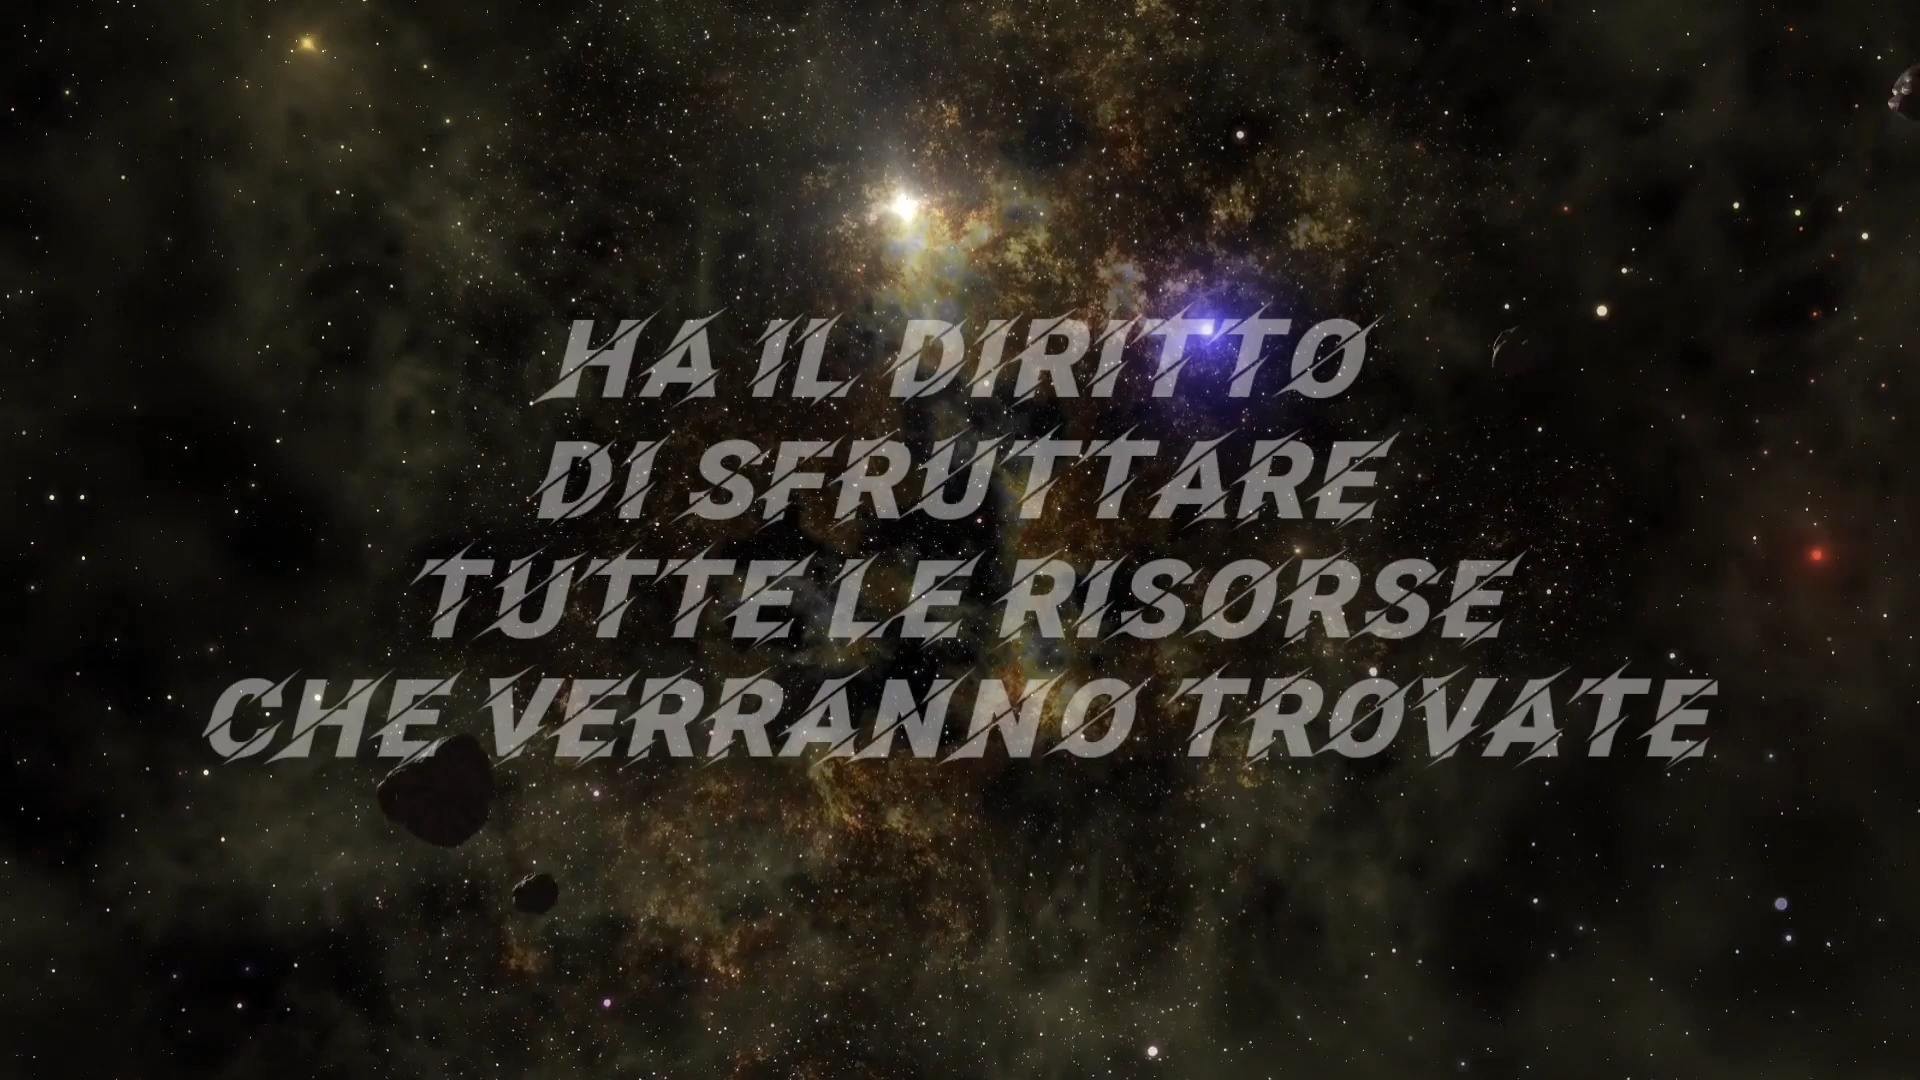 HA IL DIRITTO
DI SFRUTTARE
TUTTE LE RISORSE
CHE VERRANNO TROVATE